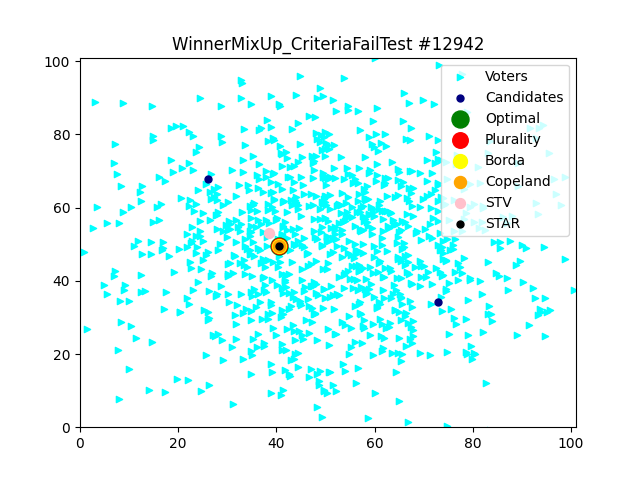 WinnerMixUp_CriteriaFailTest #12942
100
80
60
40
20
0
0
20
40
60
80
100
Voters
Candidates
Optimal
Plurality
Borda
Copeland
STV
STAR